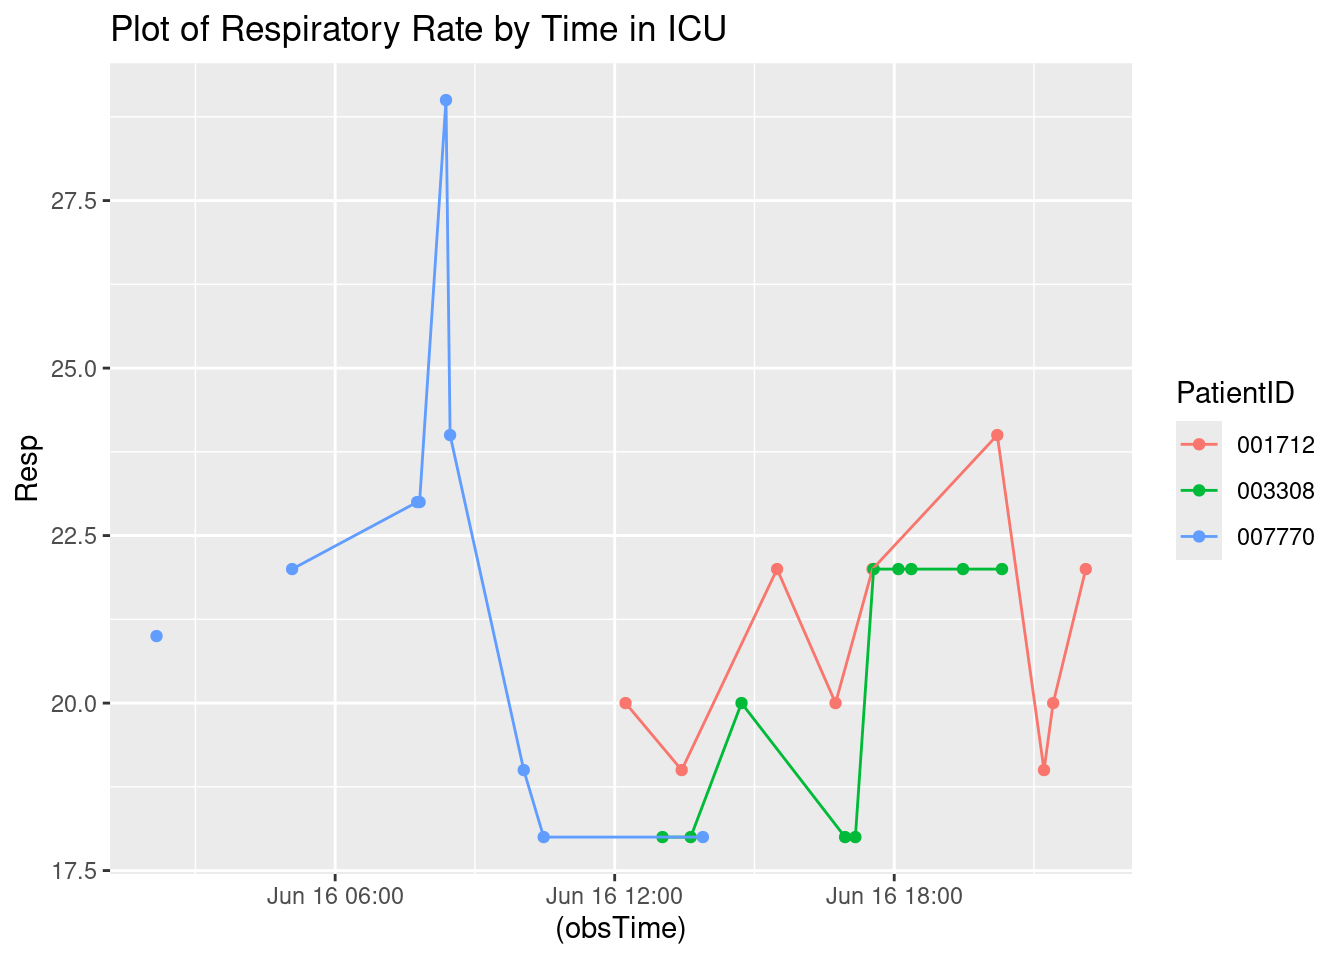 Plot of Respiratory Rate by Time in ICU
Resp
27.5
25.0
22.5
20.0
17.5
Jun 16 06:00
Jun 16 12:00
Jun 16 18:00
(obsTime)
PatientID
001712
003308
007770